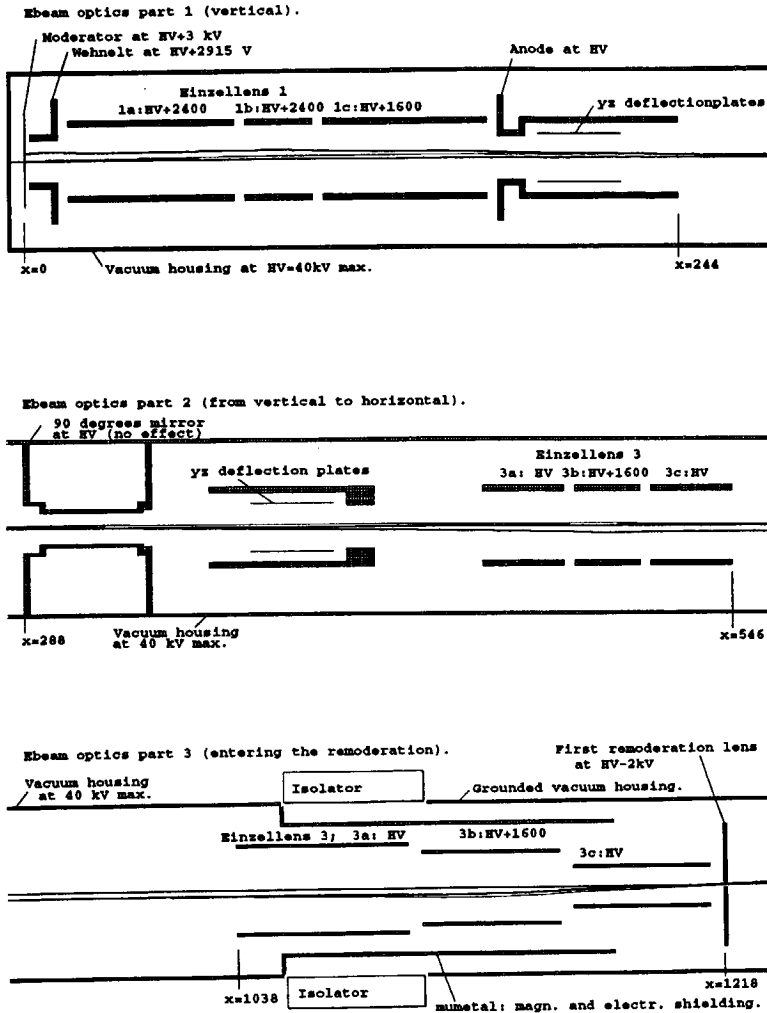 Ebeam optics part 1 (vertical).
Moderator at HV+3 kV
Wehnelt at HV+2915 V
Anode at HV
Einzellens 1
1a:HV+2400 1b:HV+2400 1c:HV+1600
yz deflectionplates
x=0
Vacuum housing at HV=40kV max.
x=244
Ebeam optics part 2 (from vertical to horizontal).
90 degrees mirror
at HV (no effect)
Einzellens 3
yz deflection plates
3a: HV 3b:HV+1600 3c:HV
x=288
Vacuum housing
at 40 kV max.
x=546
Ebeam optics part 3 (entering the remoderation).
First remoderation lens
at HV-2kV
Vacuum housing
at 40 kV max.
Isolator
Grounded vacuum housing.
Einzellens 3; 3a: HV
3b:HV+1600
3c:HV
x=1038
Isolator
x=1218
mumetal: magn. and electr. shielding.